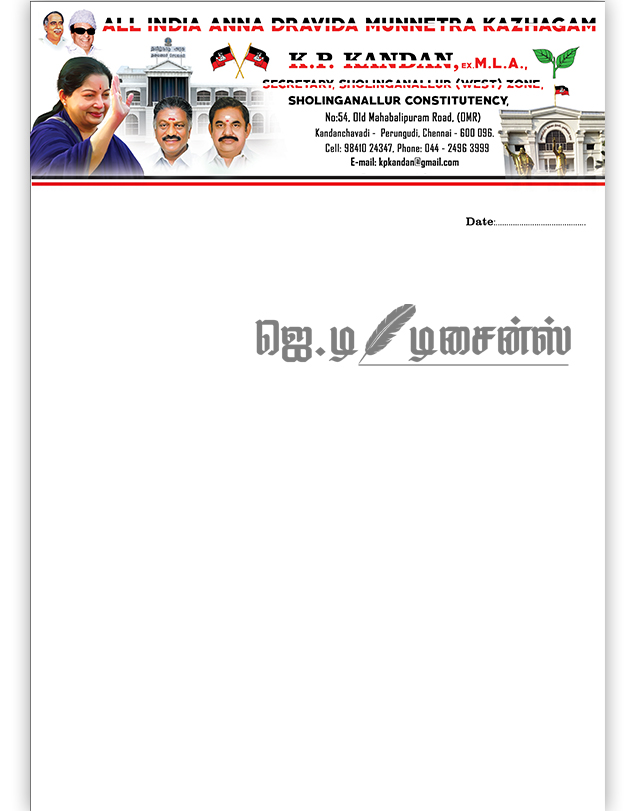 ALL INDIA ANNA DRAVIDA MUNNETRA KAZHAGAM
K.P. KANDAN, EX.M.L.A.,
SECRETARY, SHOLINGANALLUR (WEST) ZONE,
SHOLINGANALLUR CONSTITUTENCY,
No:54, Old Mahabalipuram Road, (OMR)
Kandanchavadi - Perungudi, Chennai - 600 096.
Cell: 98410 24347, Phone: 044 - 2496 3999
E-mail: kpkandan@gmail.com
Date:..........................................
ஜெ.டி டிசைன்ஸ்